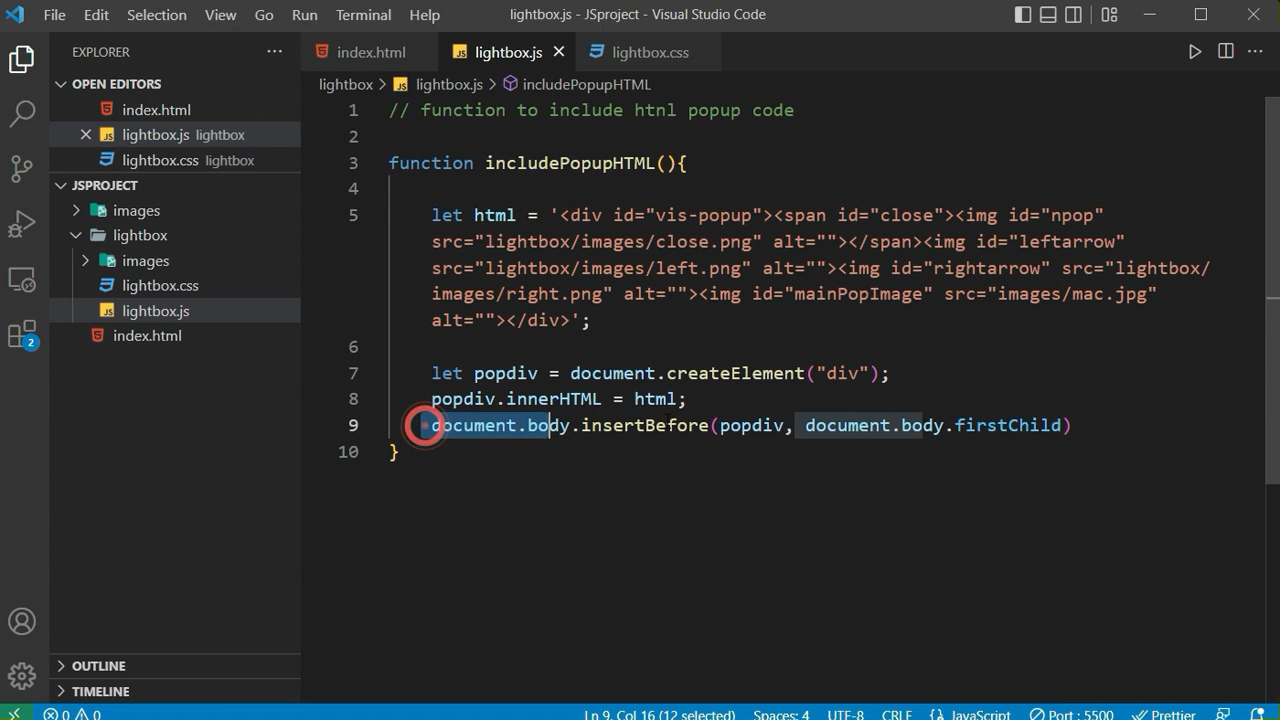 File Edit Selection View Go Run Terminal Help lightbox.js - JSproject - Visual Studio Code
EXPLORER
index.html lightbox.js lightbox.css
OPEN EDITORS
index.html
lightbox.js lightbox
lightbox.css lightbox
JSPROJECT
images
lightbox
images
lightbox.css
lightbox.js
index.html
OUTLINE
TIMELINE
2
lightbox > lightbox.js > includePopupHTML
1 // function to include htnl popup code
2
3 function includePopupHTML(){
4
5 let html = '<div id="vis-popup"><span id="close"><img id="npop"
src="lightbox/images/close.png" alt=""></span><img id="leftarrow"
src="lightbox/images/left.png" alt=""><img id="rightarrow" src="lightbox/
images/right.png" alt=""><img id="mainPopImage" src="images/mac.jpg"
alt=""></div>';
6
7 let popdiv = document.createElement("div");
8 popdiv.innerHTML = html;
9 document.body.insertBefore(popdiv, document.body.firstChild)
10 }
0 0 Ln 9, Col 16 (12 selected) Spaces: 4 UTF-8 CRLF {} JavaScript Port : 5500 Prettier